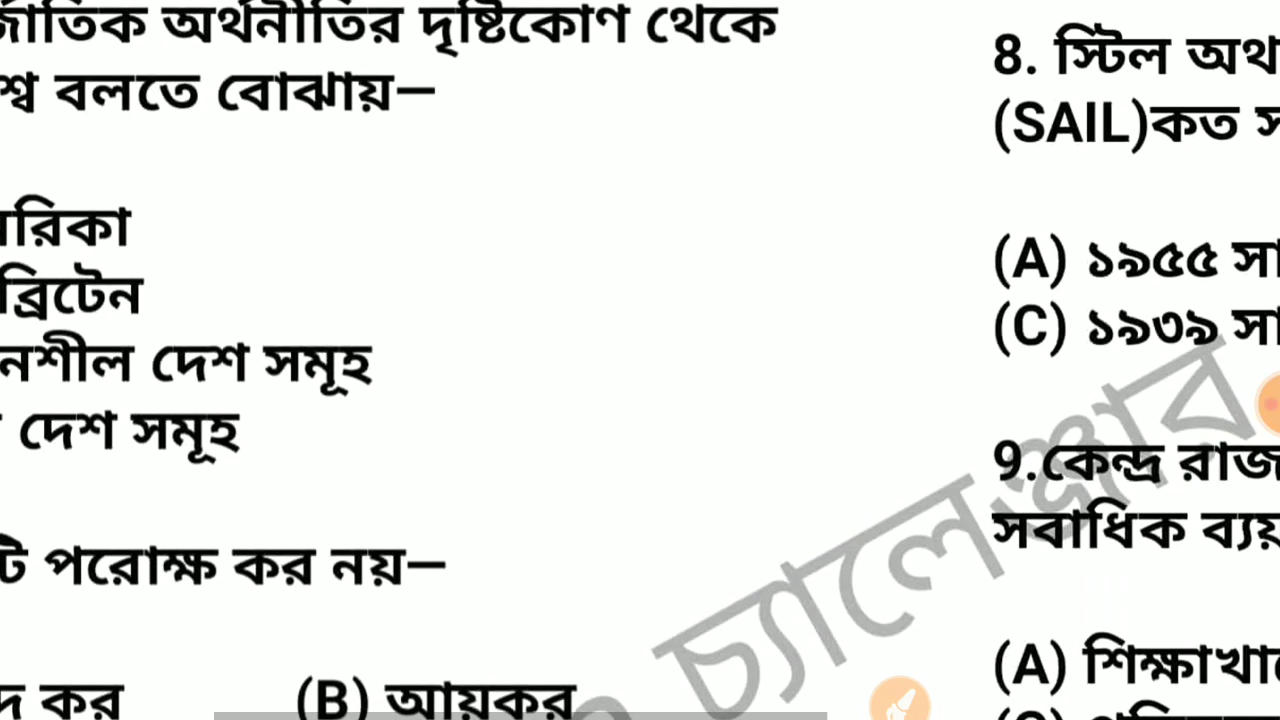 র্জাতিক অর্থনীতির দৃষ্টিকোণ থেকে
শ্ব বলতে বোঝায়—
রিকা
ব্রিটেন
নশীল দেশ সমূহ
দেশ সমূহ
টি পরোক্ষ কর নয়—
দ কর (B) আয়কর
8. স্টিল অথ
(SAIL)কত স
(A) ১৯৫৫ সা
(C) ১৯৩৯ সা
9.কেন্দ্র রাজ
সবাধিক ব্যয়
(A) শিক্ষাখাে
চ্যালেঞ্জার